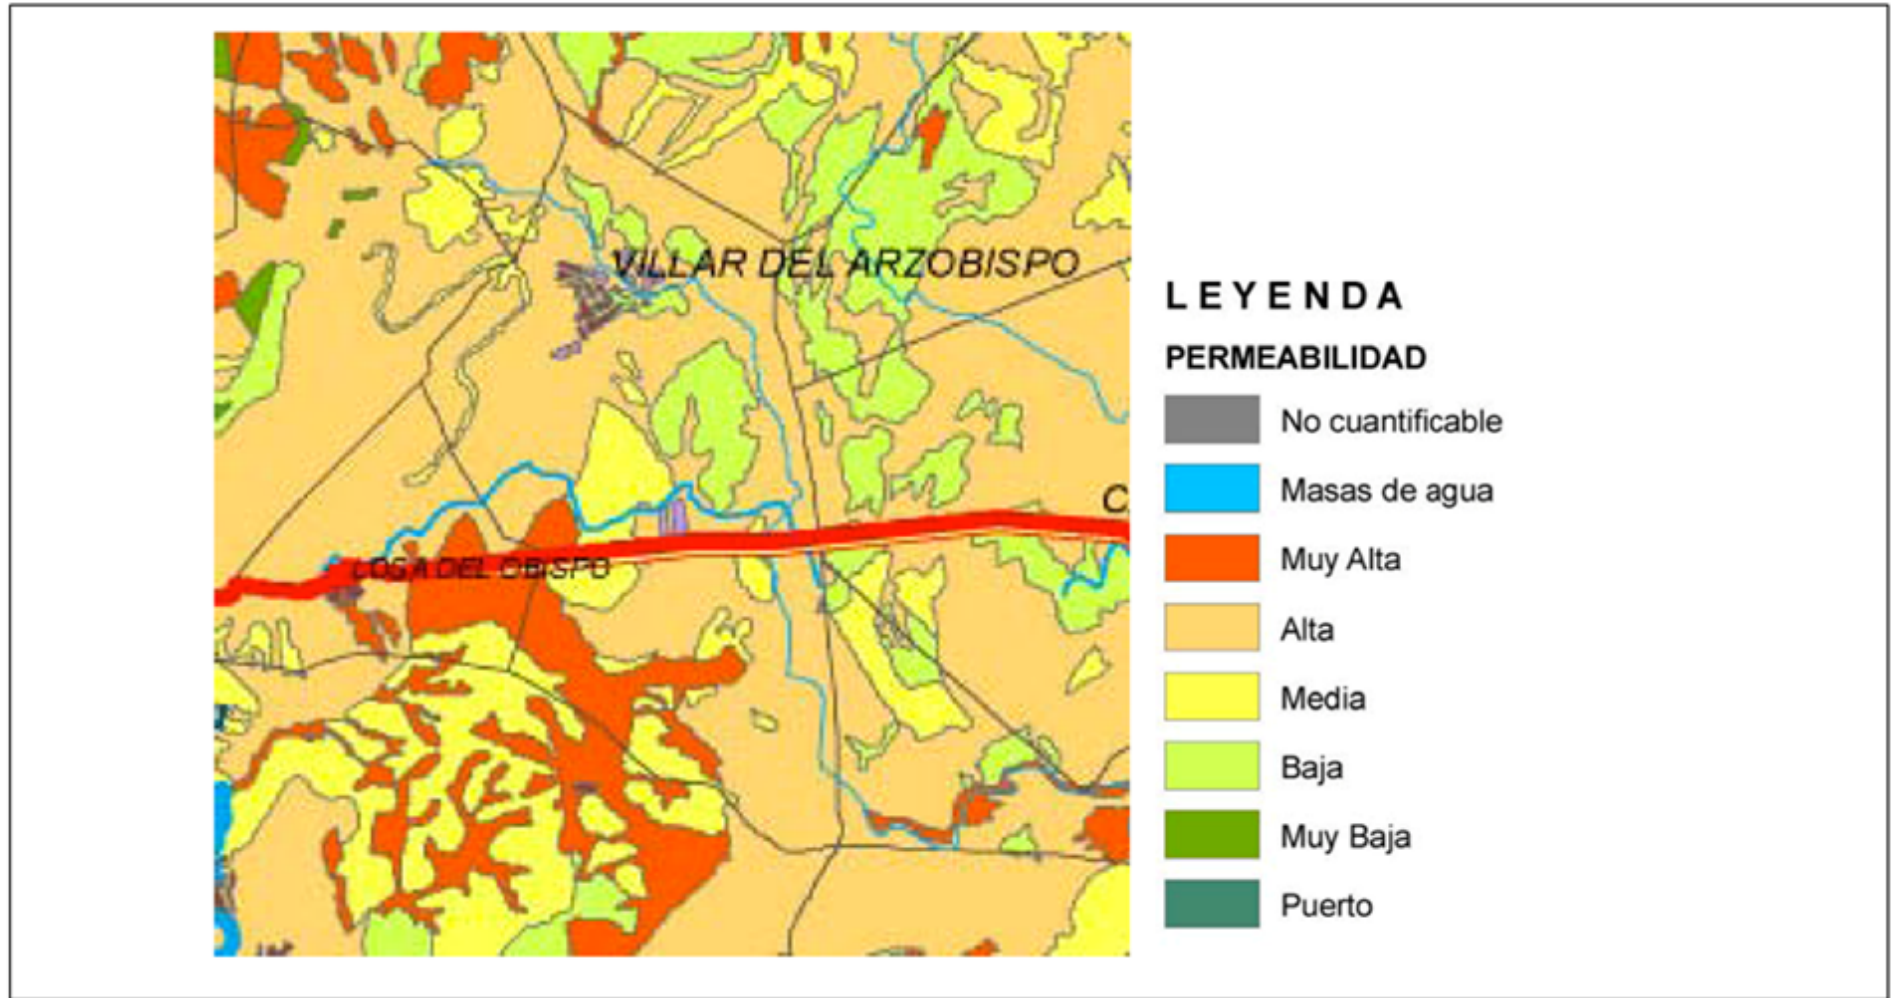 VILLAR DEL ARZOBISPO
C
LOSA DEL OBISPO
L E Y E N D A
PERMEABILIDAD
No cuantificable
Masas de agua
Muy Alta
Alta
Media
Baja
Muy Baja
Puerto